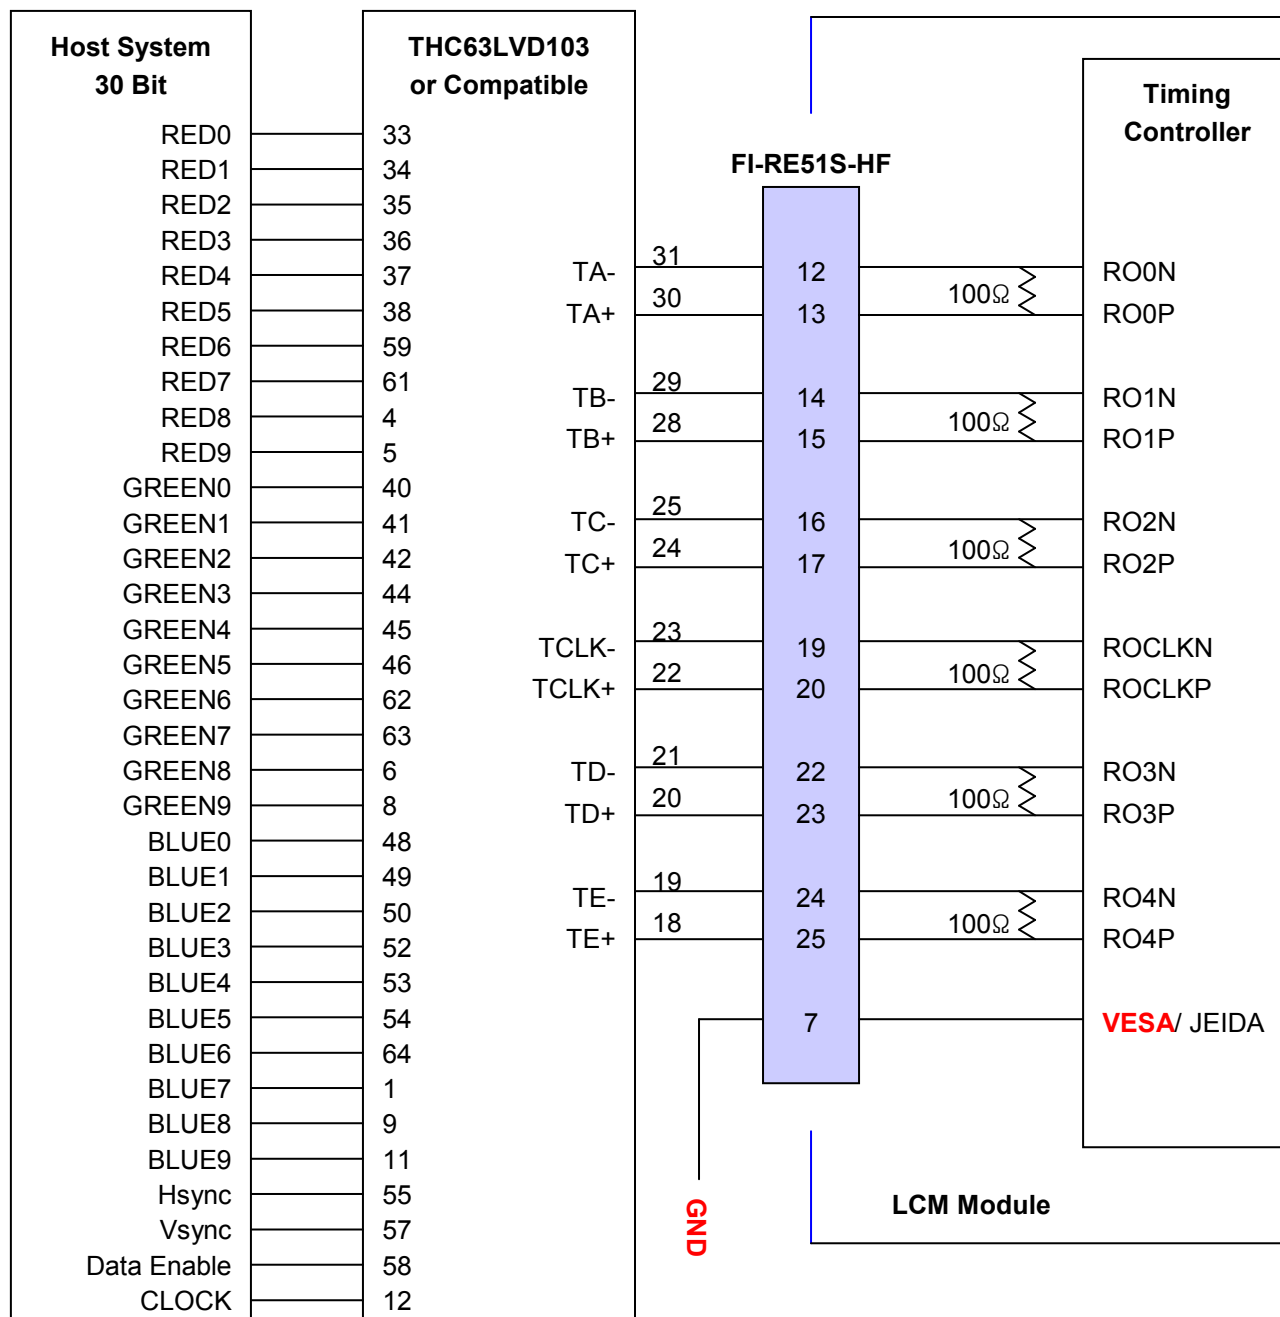 Host System
30 Bit
RED0
RED1
RED2
RED3
RED4
RED5
RED6
RED7
RED8
RED9
GREEN0
GREEN1
GREEN2
GREEN3
GREEN4
GREEN5
GREEN6
GREEN7
GREEN8
GREEN9
BLUE0
BLUE1
BLUE2
BLUE3
BLUE4
BLUE5
BLUE6
BLUE7
BLUE8
BLUE9
Hsync
Vsync
Data Enable
CLOCK
THC63LVD103
or Compatible
33
34
35
36
37
38
59
61
4
5
40
41
42
44
45
46
62
63
6
8
48
49
50
52
53
54
64
1
9
11
55
57
58
12
TA-
TA+
TB-
TB+
TC-
TC+
TCLK-
TCLK+
TD-
TD+
TE-
TE+
31
30
29
28
25
24
23
22
21
20
19
18
GND
FI-RE51S-HF
12
13
14
15
16
17
19
20
22
23
24
25
7
100Ω
100Ω
100Ω
100Ω
100Ω
100Ω
Timing
Controller
RO0N
RO0P
RO1N
RO1P
RO2N
RO2P
ROCLKN
ROCLKP
RO3N
RO3P
RO4N
RO4P
VESA/ JEIDA
LCM Module